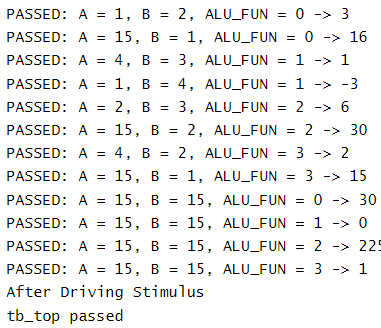 PASSED: A = 1, B = 2, ALU_FUN = 0 -> 3
PASSED: A = 15, B = 1, ALU_FUN = 0 -> 16
PASSED: A = 4, B = 3, ALU_FUN = 1 -> 1
PASSED: A = 1, B = 4, ALU_FUN = 1 -> -3
PASSED: A = 2, B = 3, ALU_FUN = 2 -> 6
PASSED: A = 15, B = 2, ALU_FUN = 2 -> 30
PASSED: A = 4, B = 2, ALU_FUN = 3 -> 2
PASSED: A = 15, B = 1, ALU_FUN = 3 -> 15
PASSED: A = 15, B = 15, ALU_FUN = 0 -> 30
PASSED: A = 15, B = 15, ALU_FUN = 1 -> 0
PASSED: A = 15, B = 15, ALU_FUN = 2 -> 225
PASSED: A = 15, B = 15, ALU_FUN = 3 -> 1
After Driving Stimulus
tb_top passed